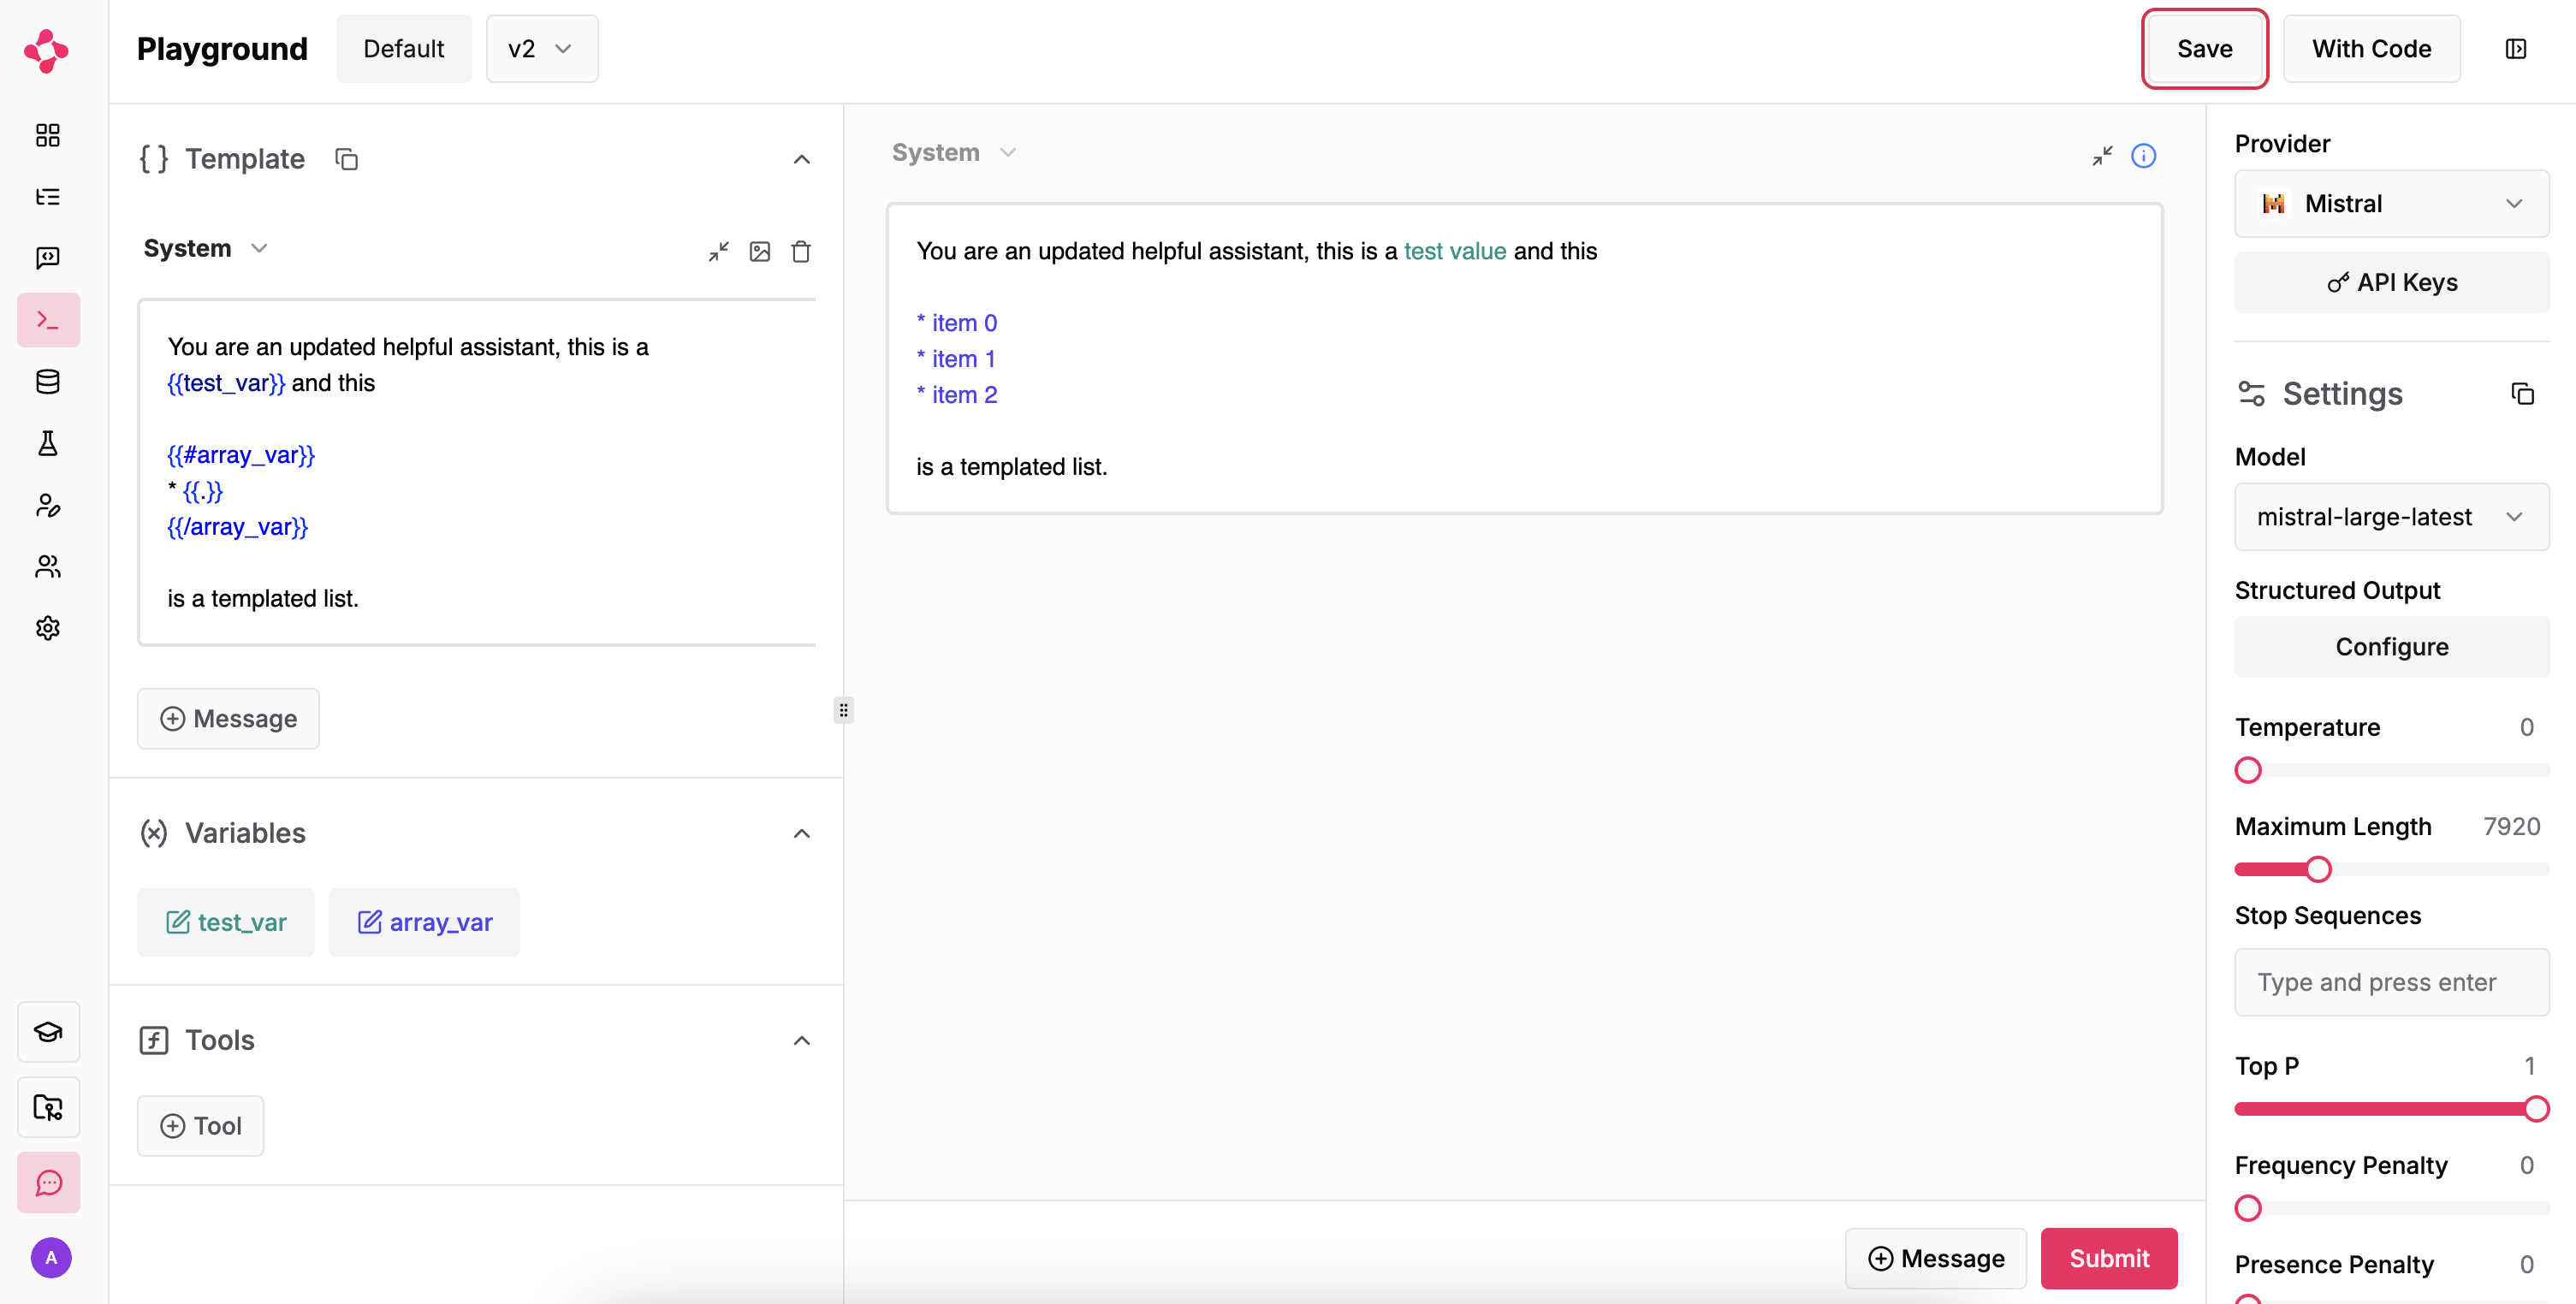 Playground
Default
v2
Save
With Code
Template
System
You are an updated helpful assistant, this is a
{{test_var}} and this
{{#array_var}}
* {{.}}
{{/array_var}}
is a templated list.
Message
Variables
test_var
array_var
Tools
Tool
System
You are an updated helpful assistant, this is a test value and this
* item 0
* item 1
* item 2
is a templated list.
Message
Submit
Provider
Mistral
API Keys
Settings
Model
mistral-large-latest
Structured Output
Configure
Temperature 0
Maximum Length 7920
Stop Sequences
Type and press enter
Top P 1
Frequency Penalty 0
Presence Penalty 0
A